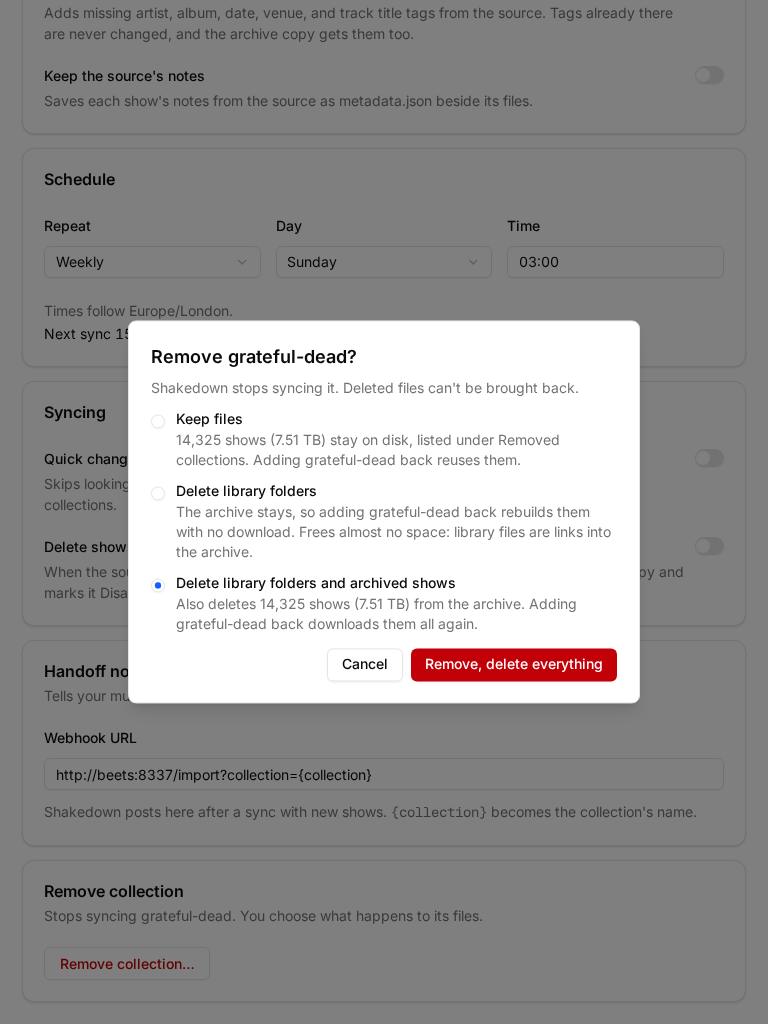 Adds missing artist, album, date, venue, and track title tags from the source. Tags already there
are never changed, and the archive copy gets them too.
Keep the source's notes
Saves each show's notes from the source as metadata.json beside its files.
Schedule
Repeat
Day
Time
Weekly
Sunday
03:00
Times follow Europe/London.
Next sync 15
Remove grateful-dead?
Shakedown stops syncing it. Deleted files can't be brought back.
Keep files
14,325 shows (7.51 TB) stay on disk, listed under Removed
collections. Adding grateful-dead back reuses them.
Delete library folders
The archive stays, so adding grateful-dead back rebuilds them
with no download. Frees almost no space: library files are links into
the archive.
Delete library folders and archived shows
Also deletes 14,325 shows (7.51 TB) from the archive. Adding
grateful-dead back downloads them all again.
Cancel
Remove, delete everything
Syncing
Quick chang
Skips looking
collections.
Delete show
When the sou
py and
marks it Disa
Handoff no
Tells your mu
Webhook URL
http://beets:8337/import?collection={collection}
Shakedown posts here after a sync with new shows. {collection} becomes the collection's name.
Remove collection
Stops syncing grateful-dead. You choose what happens to its files.
Remove collection...